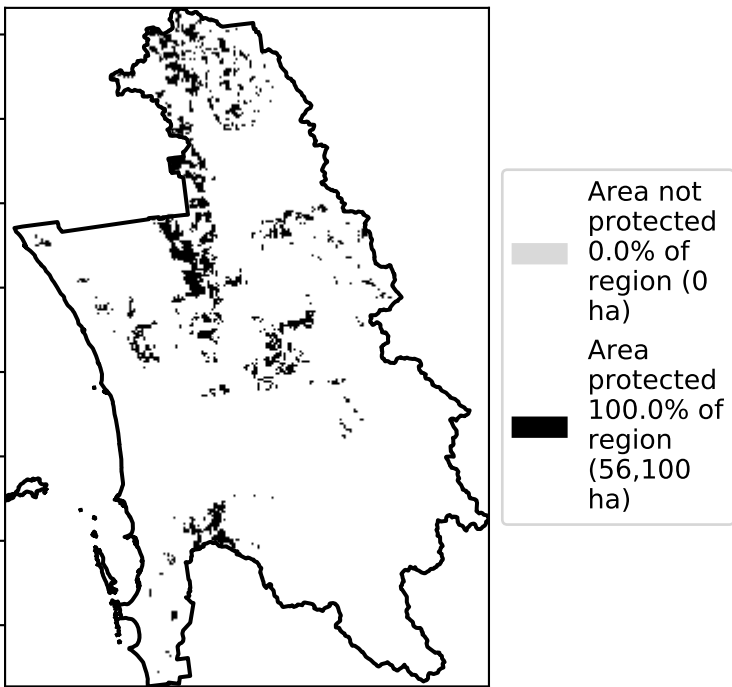 Area not
protected
0.0% of
region (0
ha)
Area
protected
100.0% of
region
(56,100
ha)